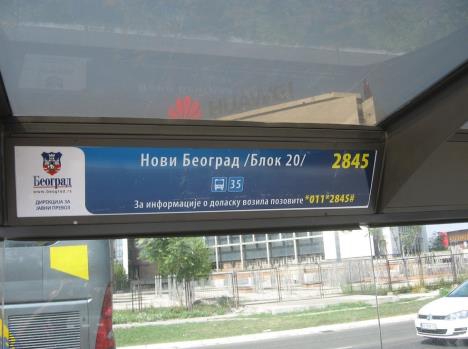 HUAWEI
Нови Београд /Блок 20/
2845
35
За информације о доласку возила позовите *011*2845#
Београд
www.beograd.rs
ДИРЕКЦИЈА ЗА
ЈАВНИ ПРЕВОЗ